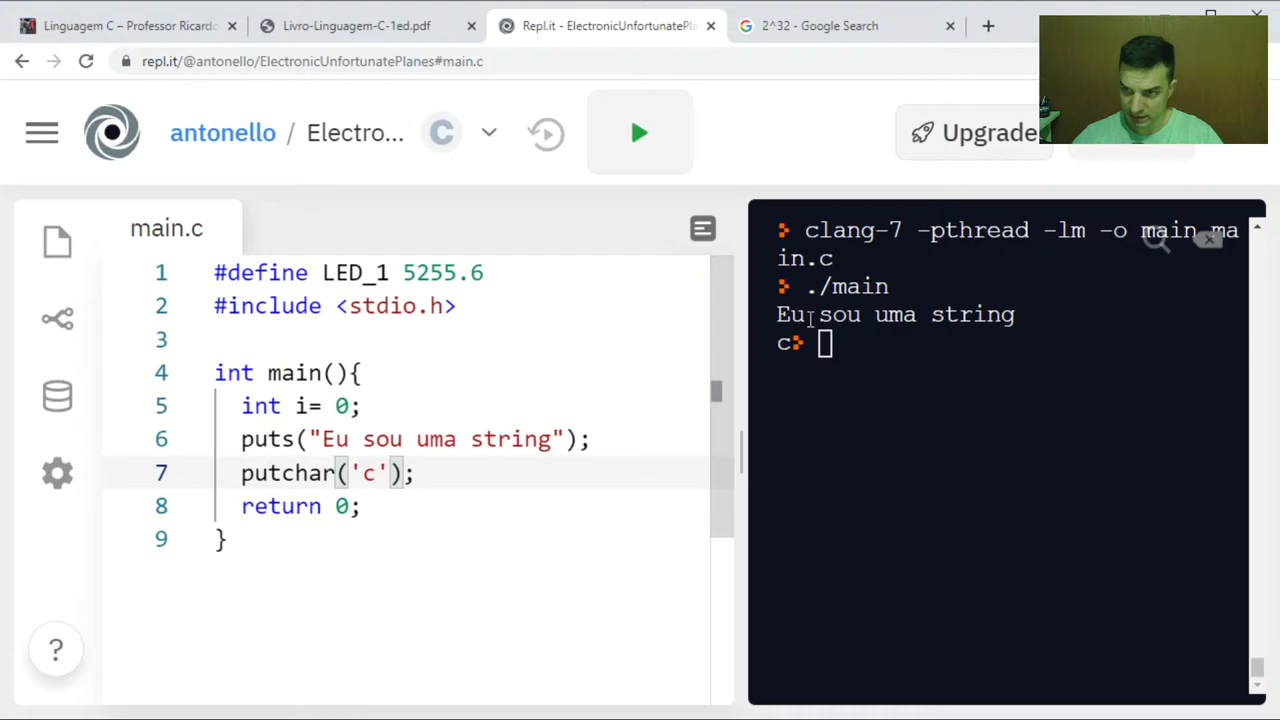 Linguagem C – Professor Ricardo
Livro-Linguagem-C-1ed.pdf
Repl.it - ElectronicUnfortunatePla
2^32 - Google Search
repl.it/@antonello/ElectronicUnfortunatePlanes#main.c
antonello / Electro... C
Upgrade
main.c
1 #define LED_1 5255.6
2 #include <stdio.h>
3
4 int main(){
5 int i= 0;
6 puts("Eu sou uma string");
7 putchar('c');
8 return 0;
9 }
?
clang-7 -pthread -lm -o main ma
in.c
./main
Eu sou uma string
c